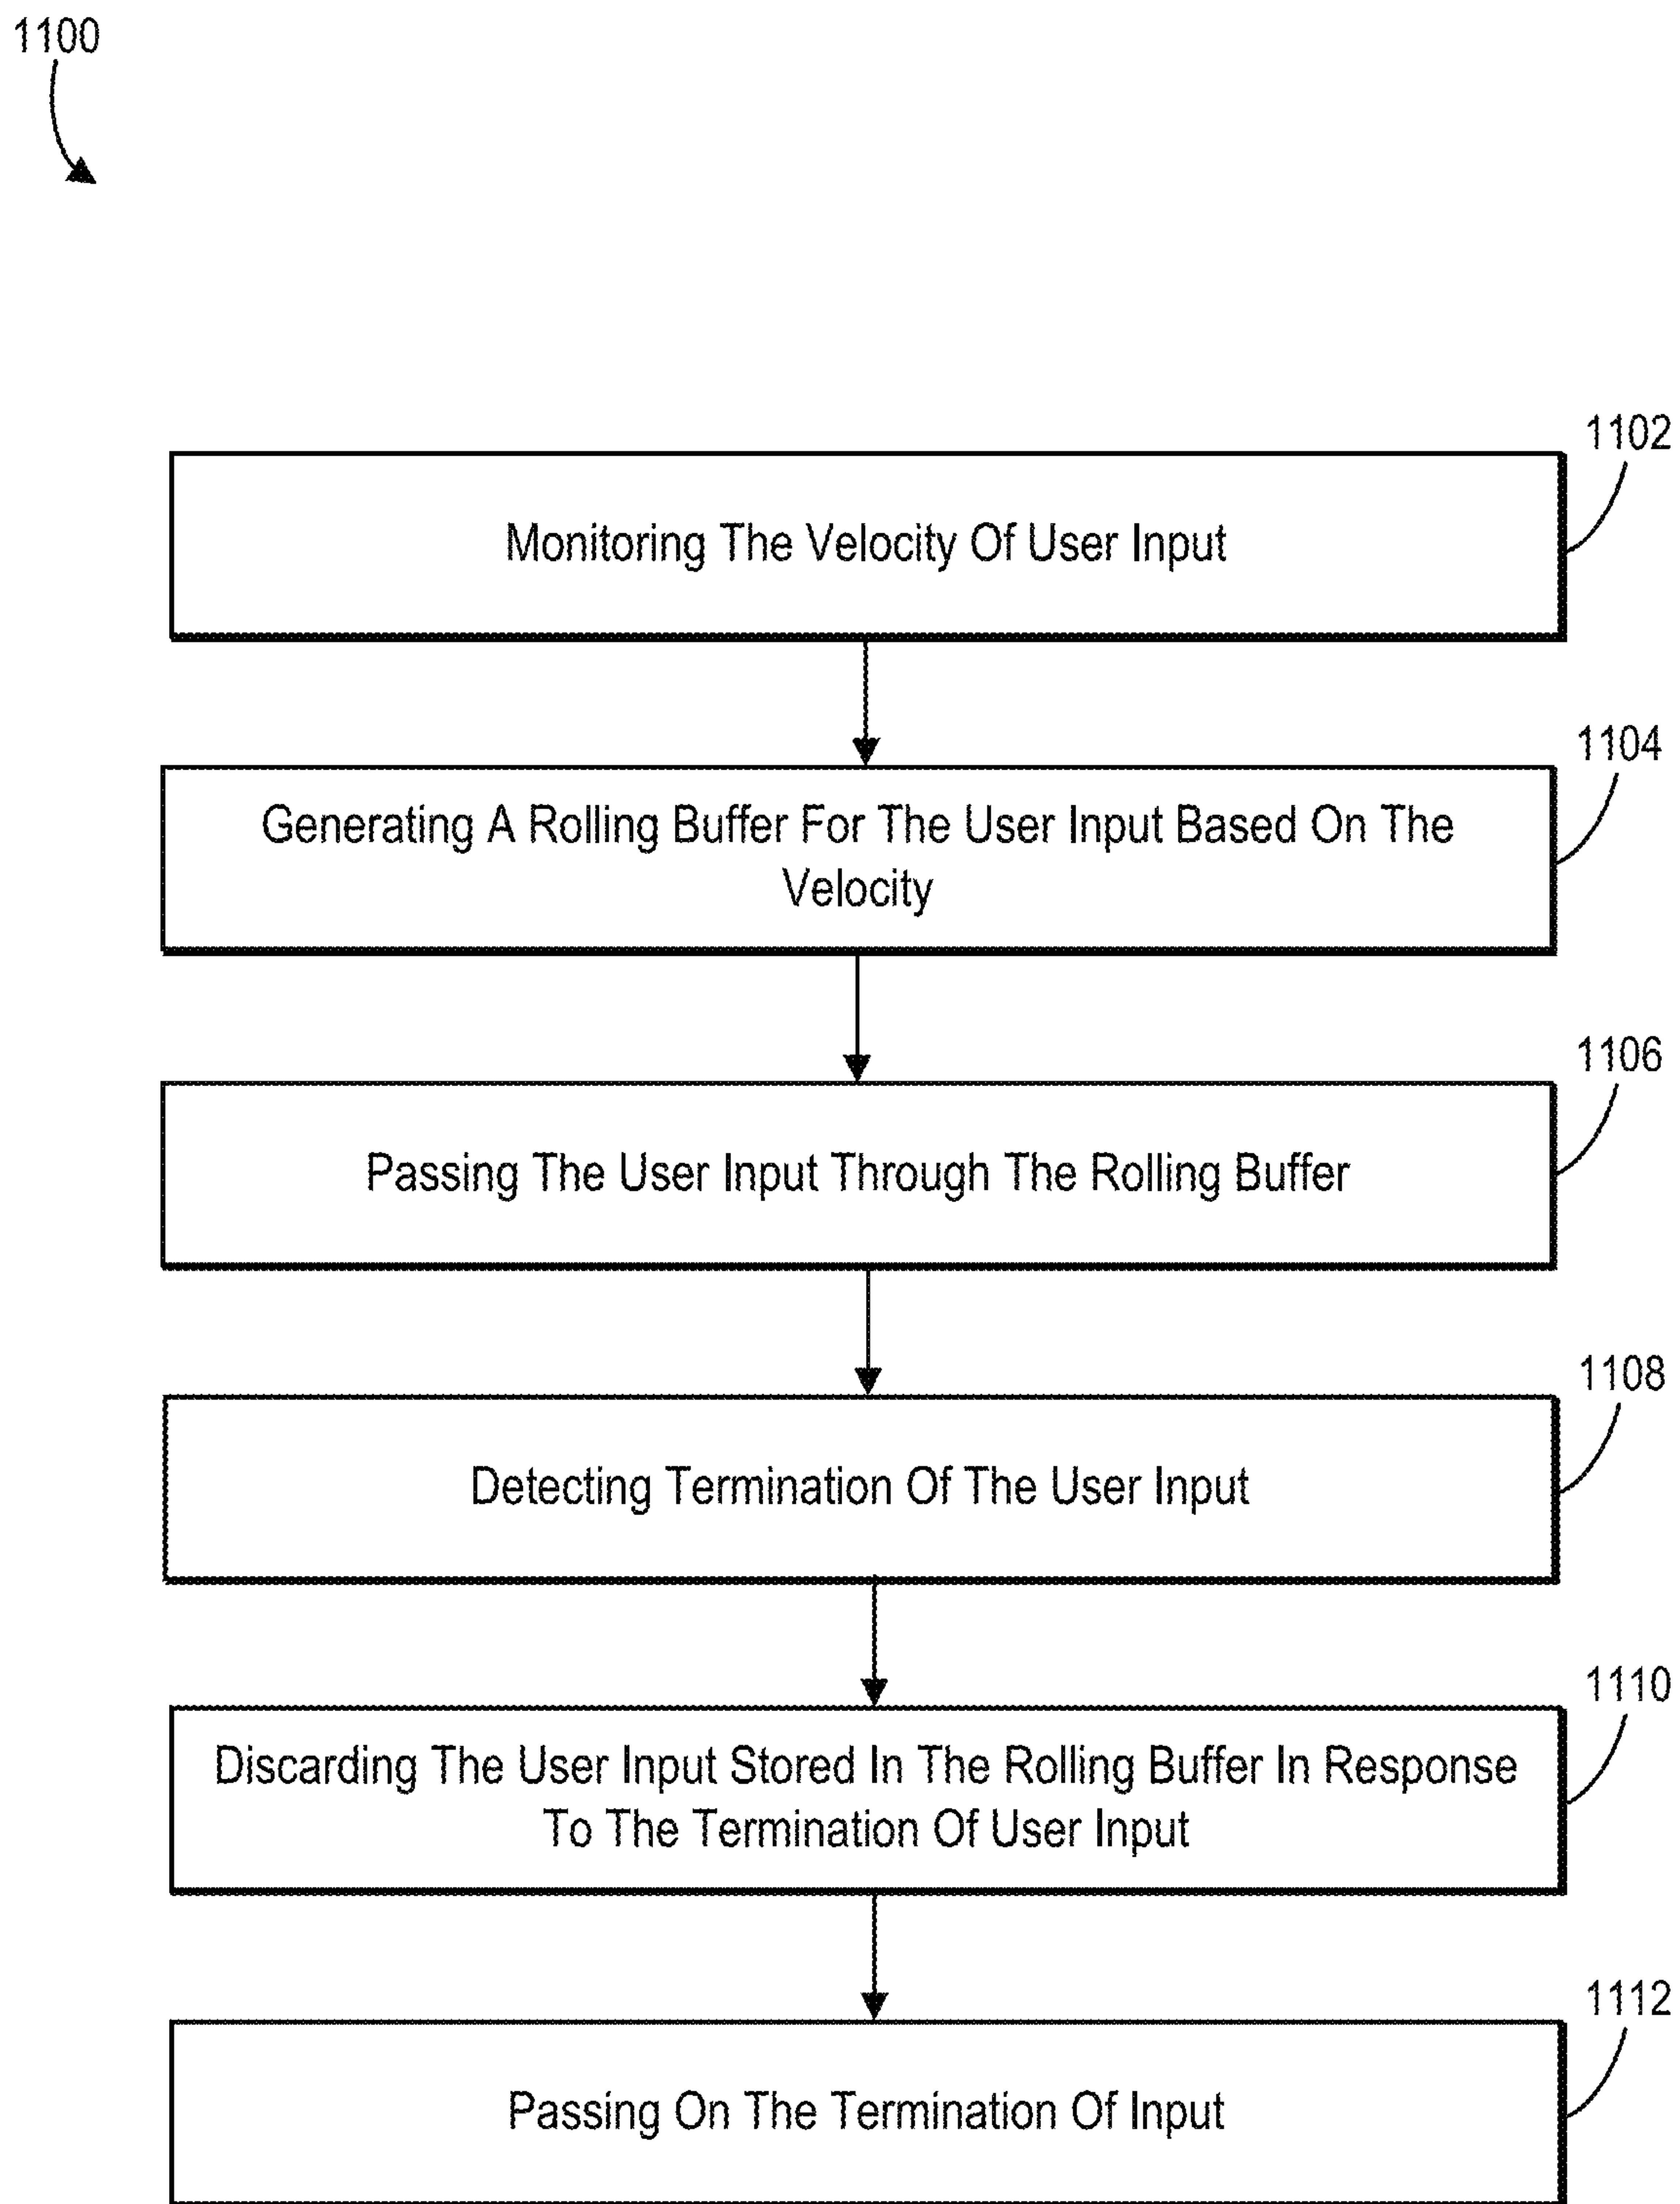 1100
1102
Monitoring The Velocity Of User Input
1104
Generating A Rolling Buffer For The User Input Based On The
Velocity
1106
Passing The User Input Through The Rolling Buffer
1108
Detecting Termination Of The User Input
1110
Discarding The User Input Stored In The Rolling Buffer In Response
To The Termination Of User Input
1112
Passing On The Termination Of Input